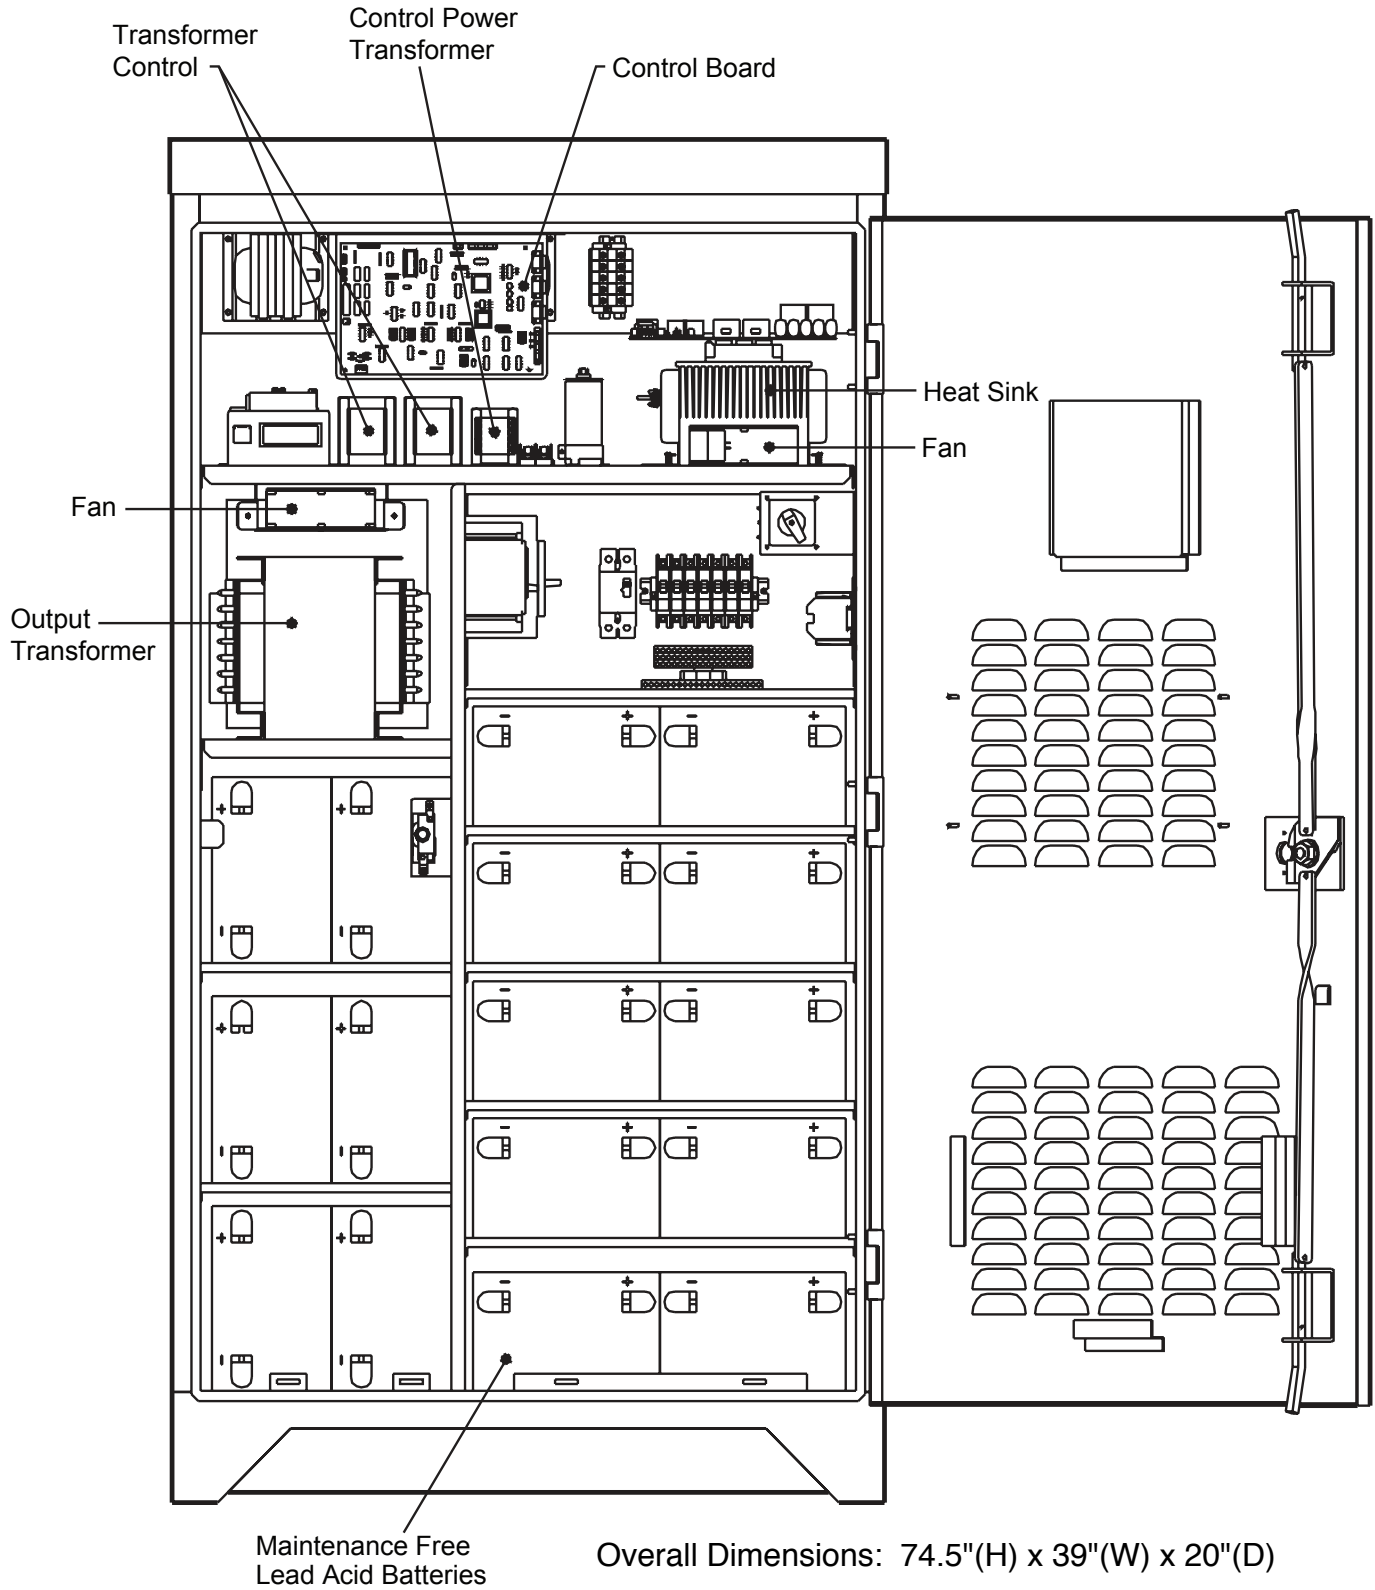 Control Power
Transformer
Transformer
Control
Control Board
Heat Sink
Fan
Fan
Output
Transformer
Maintenance Free
Lead Acid Batteries
Overall Dimensions: 74.5"(H) x 39"(W) x 20"(D)